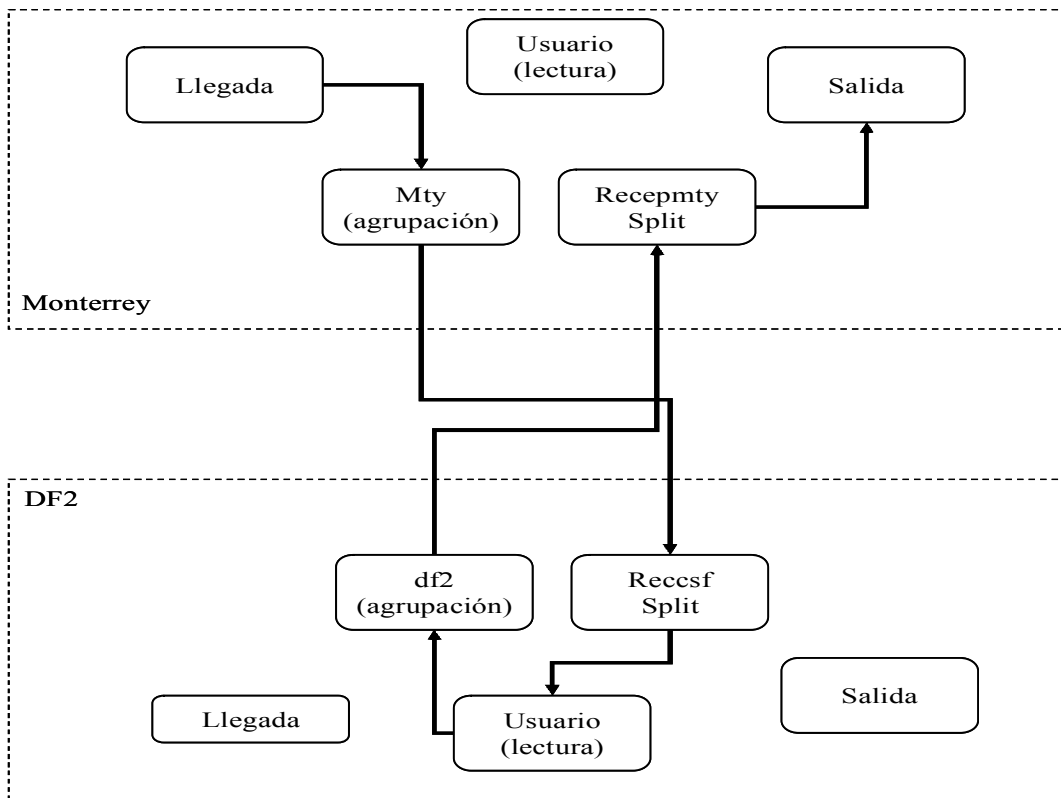 Usuario
(lectura)
Llegada
Salida
Mty
(agrupación)
Recepmty
Split
Monterrey
DF2
df2
(agrupación)
Reccsf
Split
Llegada
Usuario
(lectura)
Salida